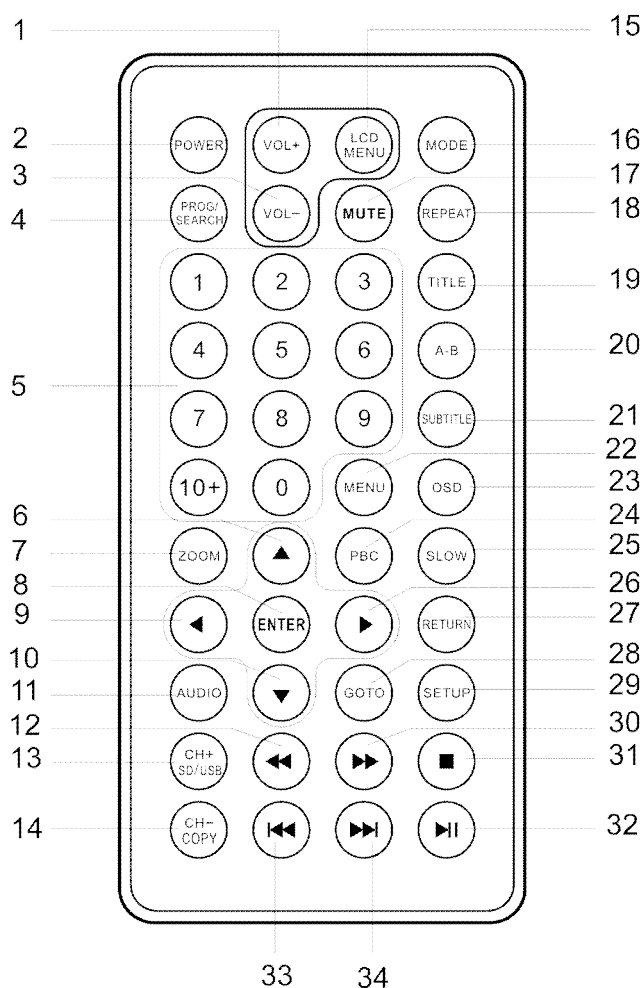 1 15
2 POWER VOL+ LCD MENU MODE 16
3 17
4 PROG/ SEARCH VOL− MUTE REPEAT 18
1 2 3 TITLE 19
4 5 6 A-B 20
5
7 8 9 SUBTITLE 21
22
10+ 0 MENU OSD 23
6 24
7 ZOOM PBC SLOW 25
8 26
9 ENTER RETURN 27
10 28
11 AUDIO GOTO SETUP 29
12 30
13 CH+ SD/USB 31
14 CH− COPY 32
33 34